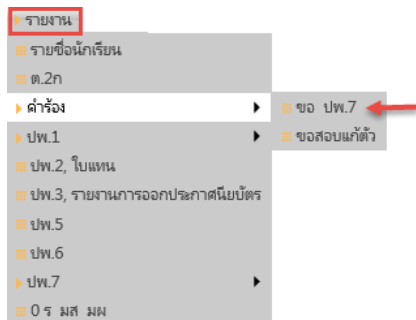 รายงาน
รายชื่อนักเรียน
ต.2ก
คำร้อง
ขอ ปพ.7
ปพ.1
ขอสอบแก้ตัว
ปพ.2, ใบแทน
ปพ.3, รายงานการออกประกาศนียบัตร
ปพ.5
ปพ.6
ปพ.7
0 ร มส มผ